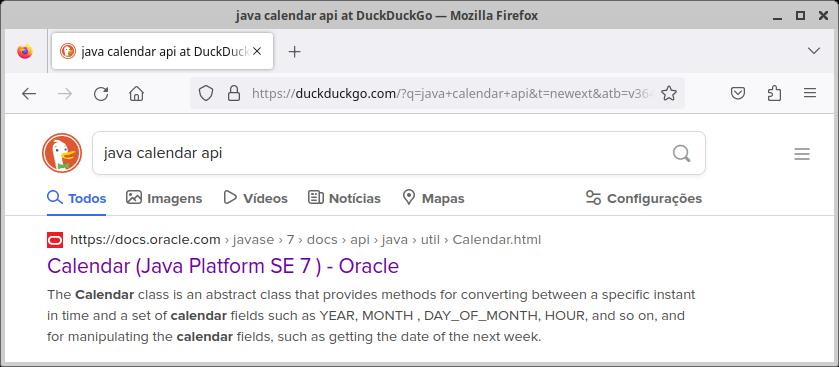 java calendar api at DuckDuckGo — Mozilla Firefox
java calendar api at DuckDuck
https://duckduckgo.com/?q=java+calendar+api&t=newext&atb=v364
java calendar api
Todos Imagens Vídeos Notícias Mapas Configurações
https://docs.oracle.com › javase › 7 › docs › api › java › util › Calendar.html
Calendar (Java Platform SE 7 ) - Oracle
The Calendar class is an abstract class that provides methods for converting between a specific instant
in time and a set of calendar fields such as YEAR, MONTH , DAY_OF_MONTH, HOUR, and so on, and
for manipulating the calendar fields, such as getting the date of the next week.